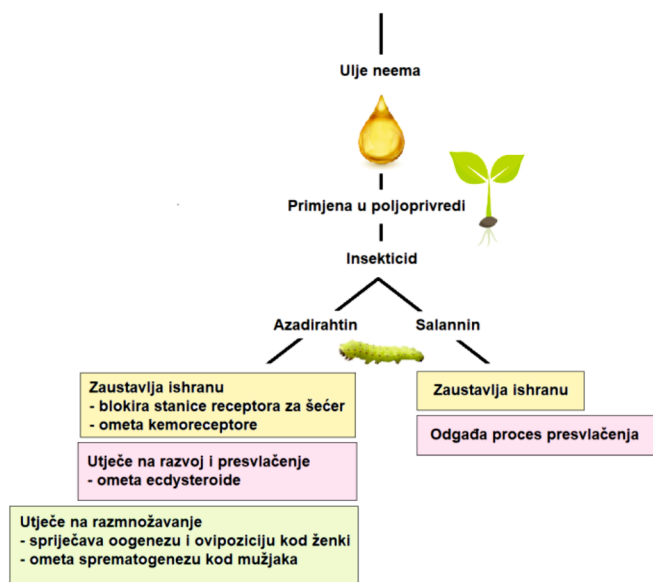 Ulje neema
Primjena u poljoprivredi
Insekticid
Azadirahtin
Salannin
Zaustavlja ishranu
- blokira stanice receptora za šećer
- ometa kemoreceptore
Zaustavlja ishranu
Odgađa proces presvlačenja
Utječe na razvoj i presvlačenje
- ometa ecdysteroide
Utječe na razmnožavanje
- spriječava oogenezu i ovipoziciju kod ženki
- ometa sprematogenezu kod mužjaka